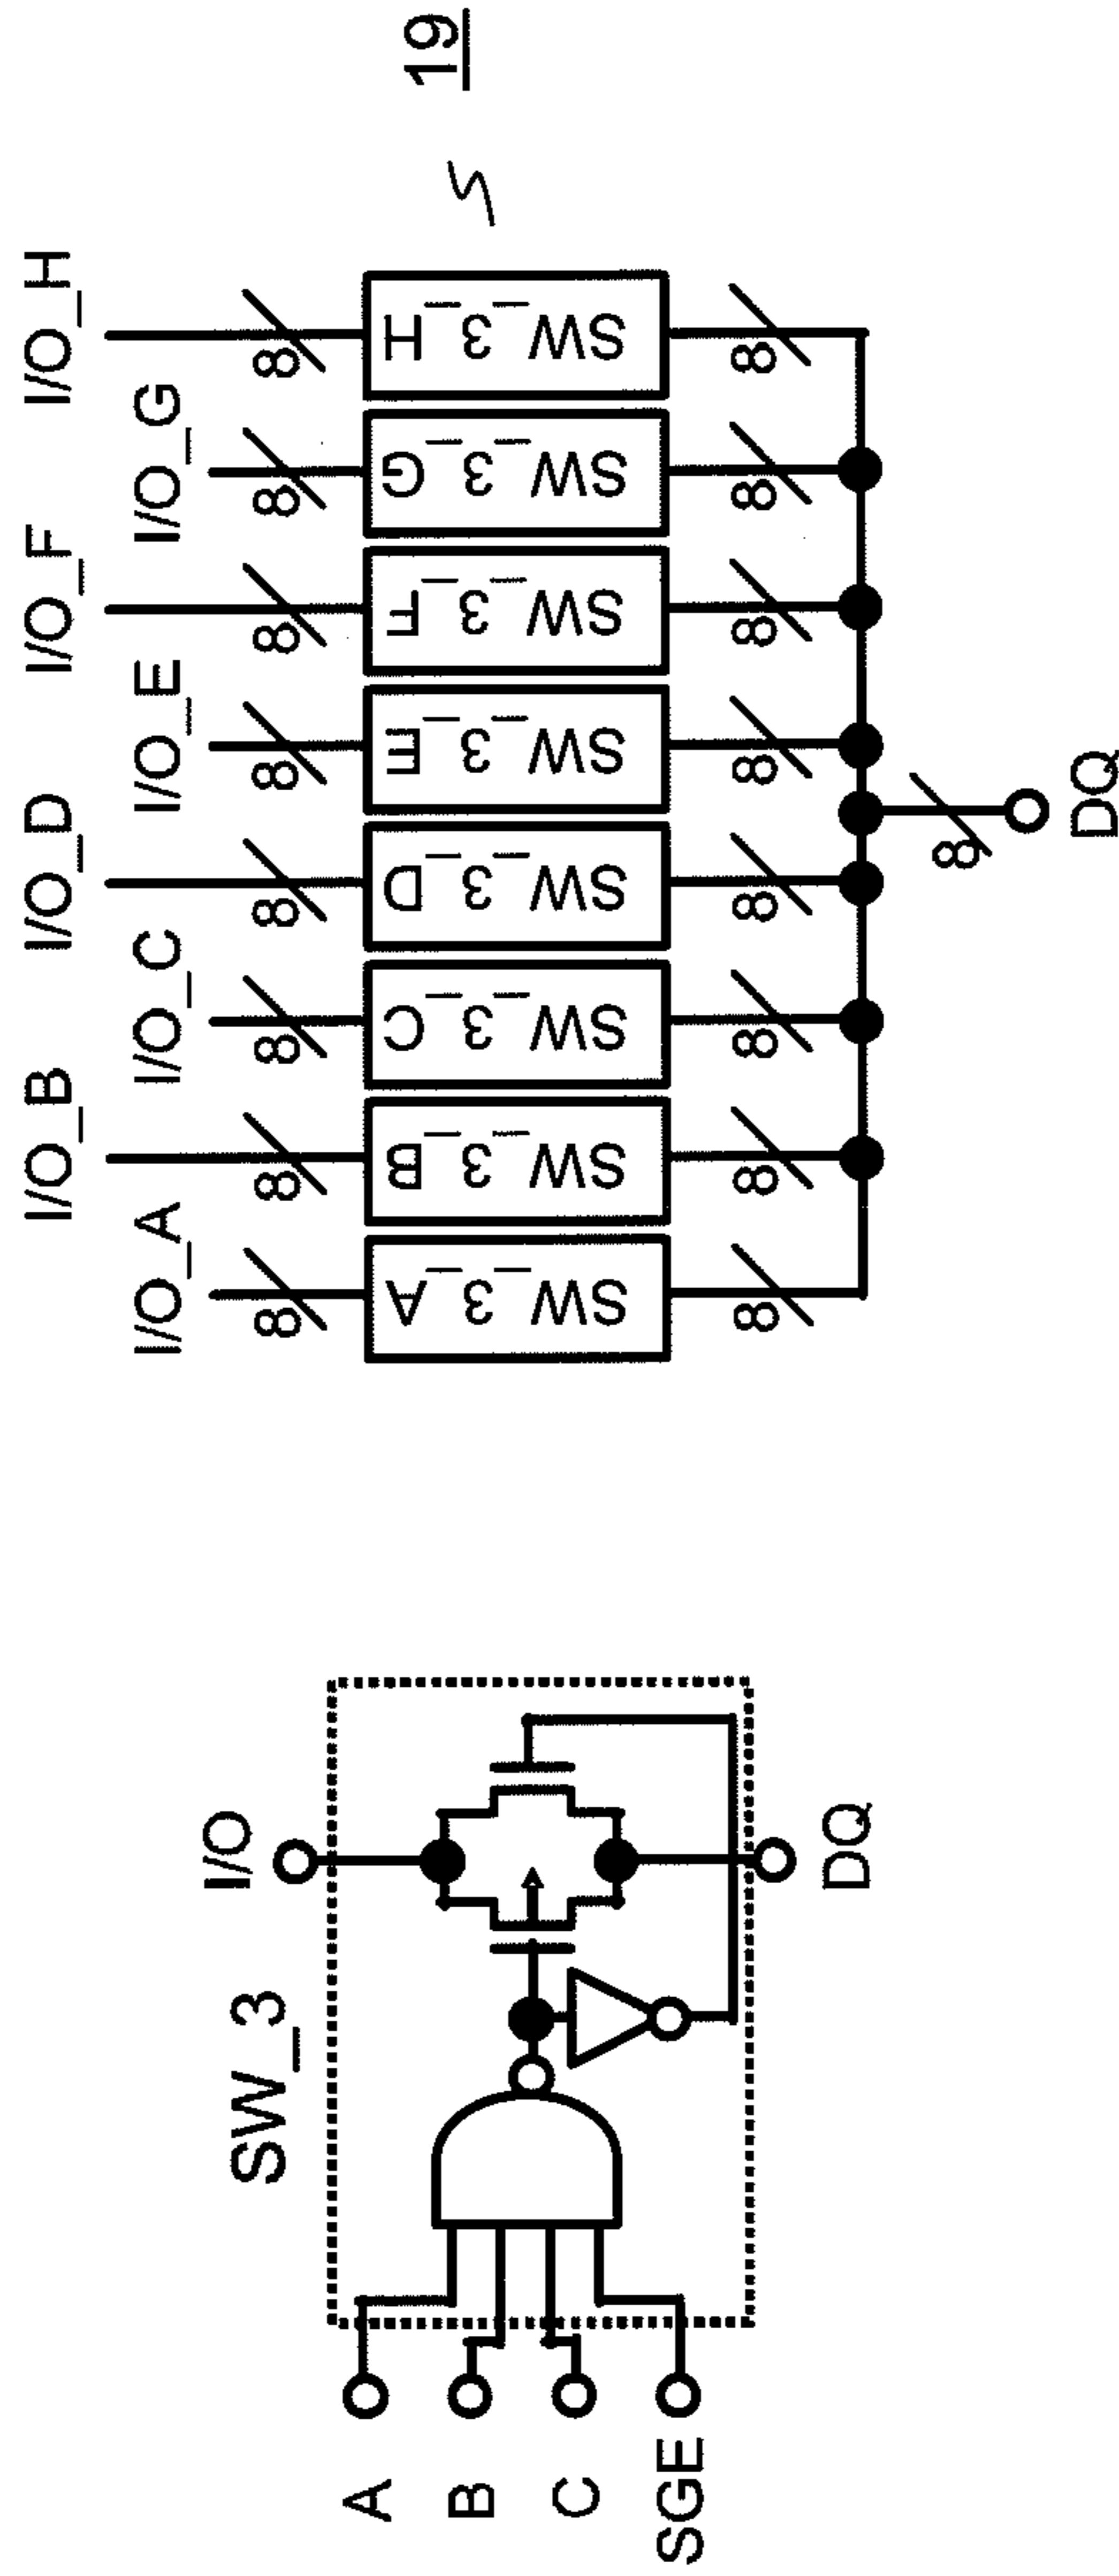 SW_3
I/O
A
B
C
SGE
DQ
I/O_B
I/O_D
I/O_F
I/O_H
I/O_A
I/O_C
I/O_E
I/O_G
8
8
8
8
8
8
8
8
SW_3_A
SW_3_B
SW_3_C
SW_3_D
SW_3_E
SW_3_F
SW_3_G
SW_3_H
8
8
8
8
8
8
8
8
8
DQ
19